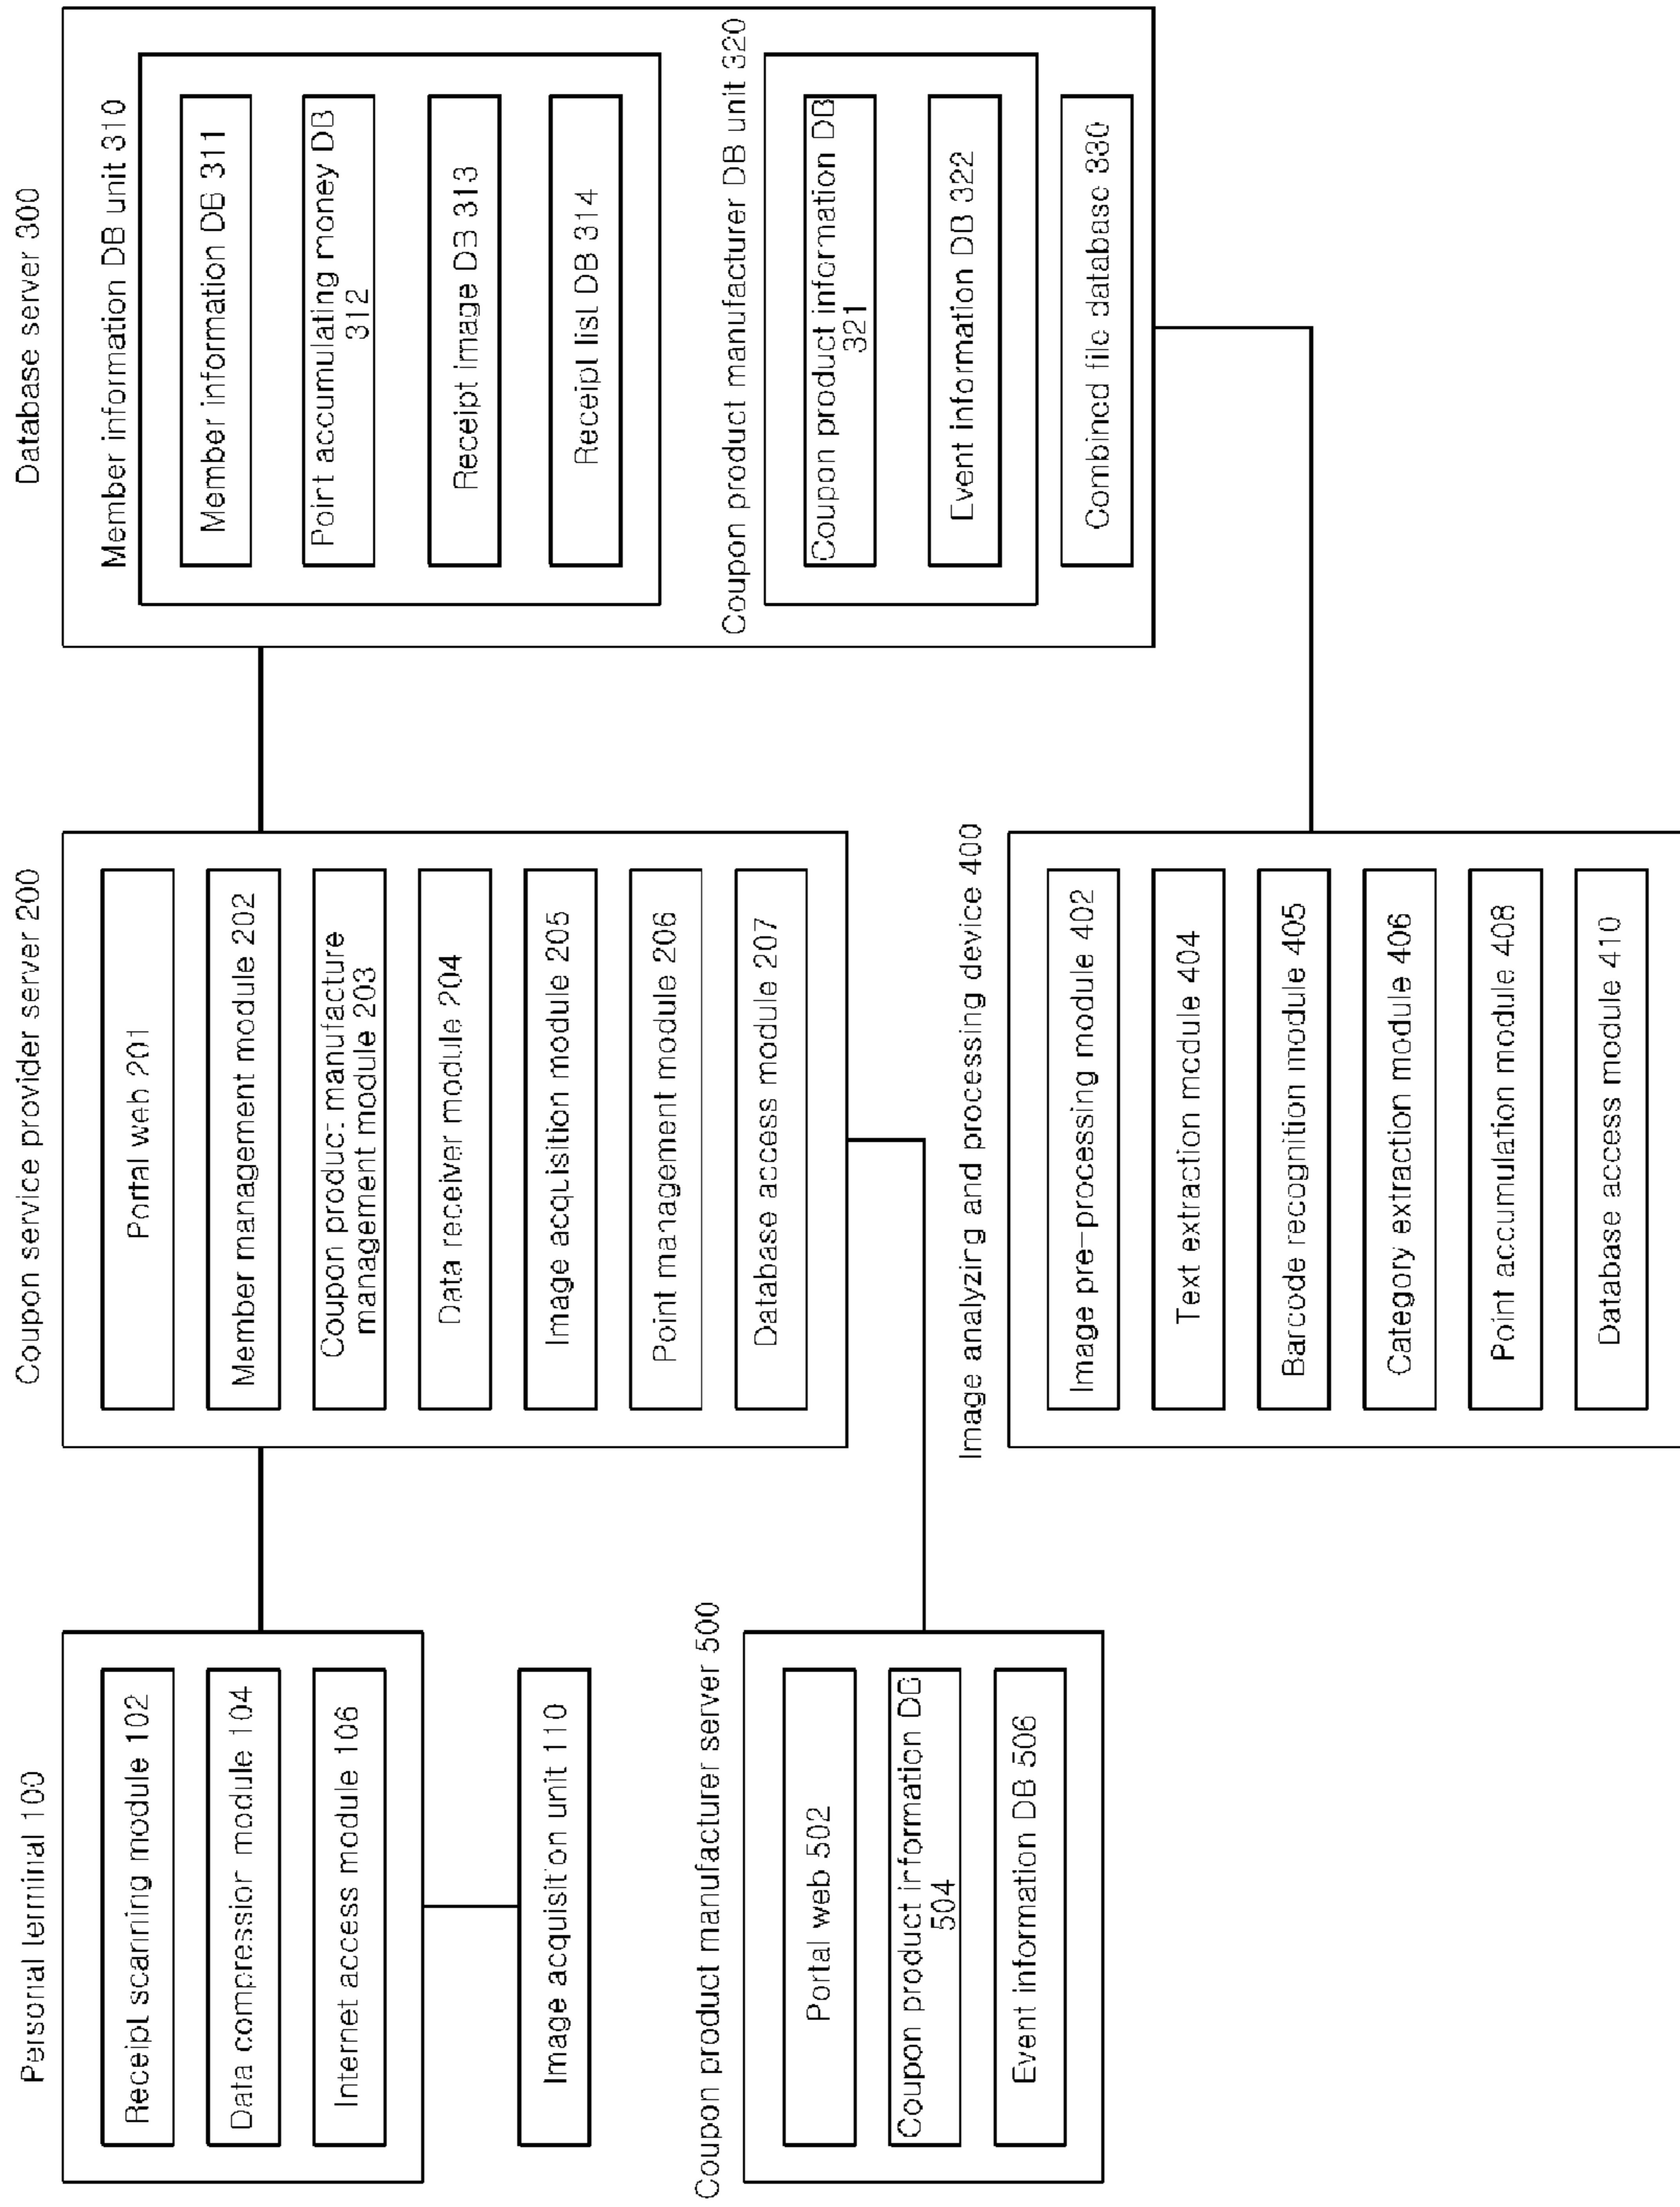 Personal terminal 100
Receipt scanning module 102
Data compression module 104
Internet access module 106
Image acquisition unit 110
Coupon product manufacturer server 500
Portal web 502
Coupon product information DB
504
Event information DB 506
Coupon service provider server 200
Portal web 201
Member management module 202
Coupon product manufacture
management module 203
Data receiver module 204
Image acquisition module 205
Point management module 206
Database access module 207
Image analyzing and processing device 400
Image pre-processing module 402
Text extraction module 404
Barcode recognition module 405
Category extraction module 406
Point accumulation module 408
Database access module 410
Database server 300
Member information DB unit 310
Member information DB 311
Point accumulating money DB
312
Receipt image DB 313
Receipt list DB 314
Coupon product manufacturer DB unit 320
Coupon product information DB
321
Event information DB 322
Combined file database 330